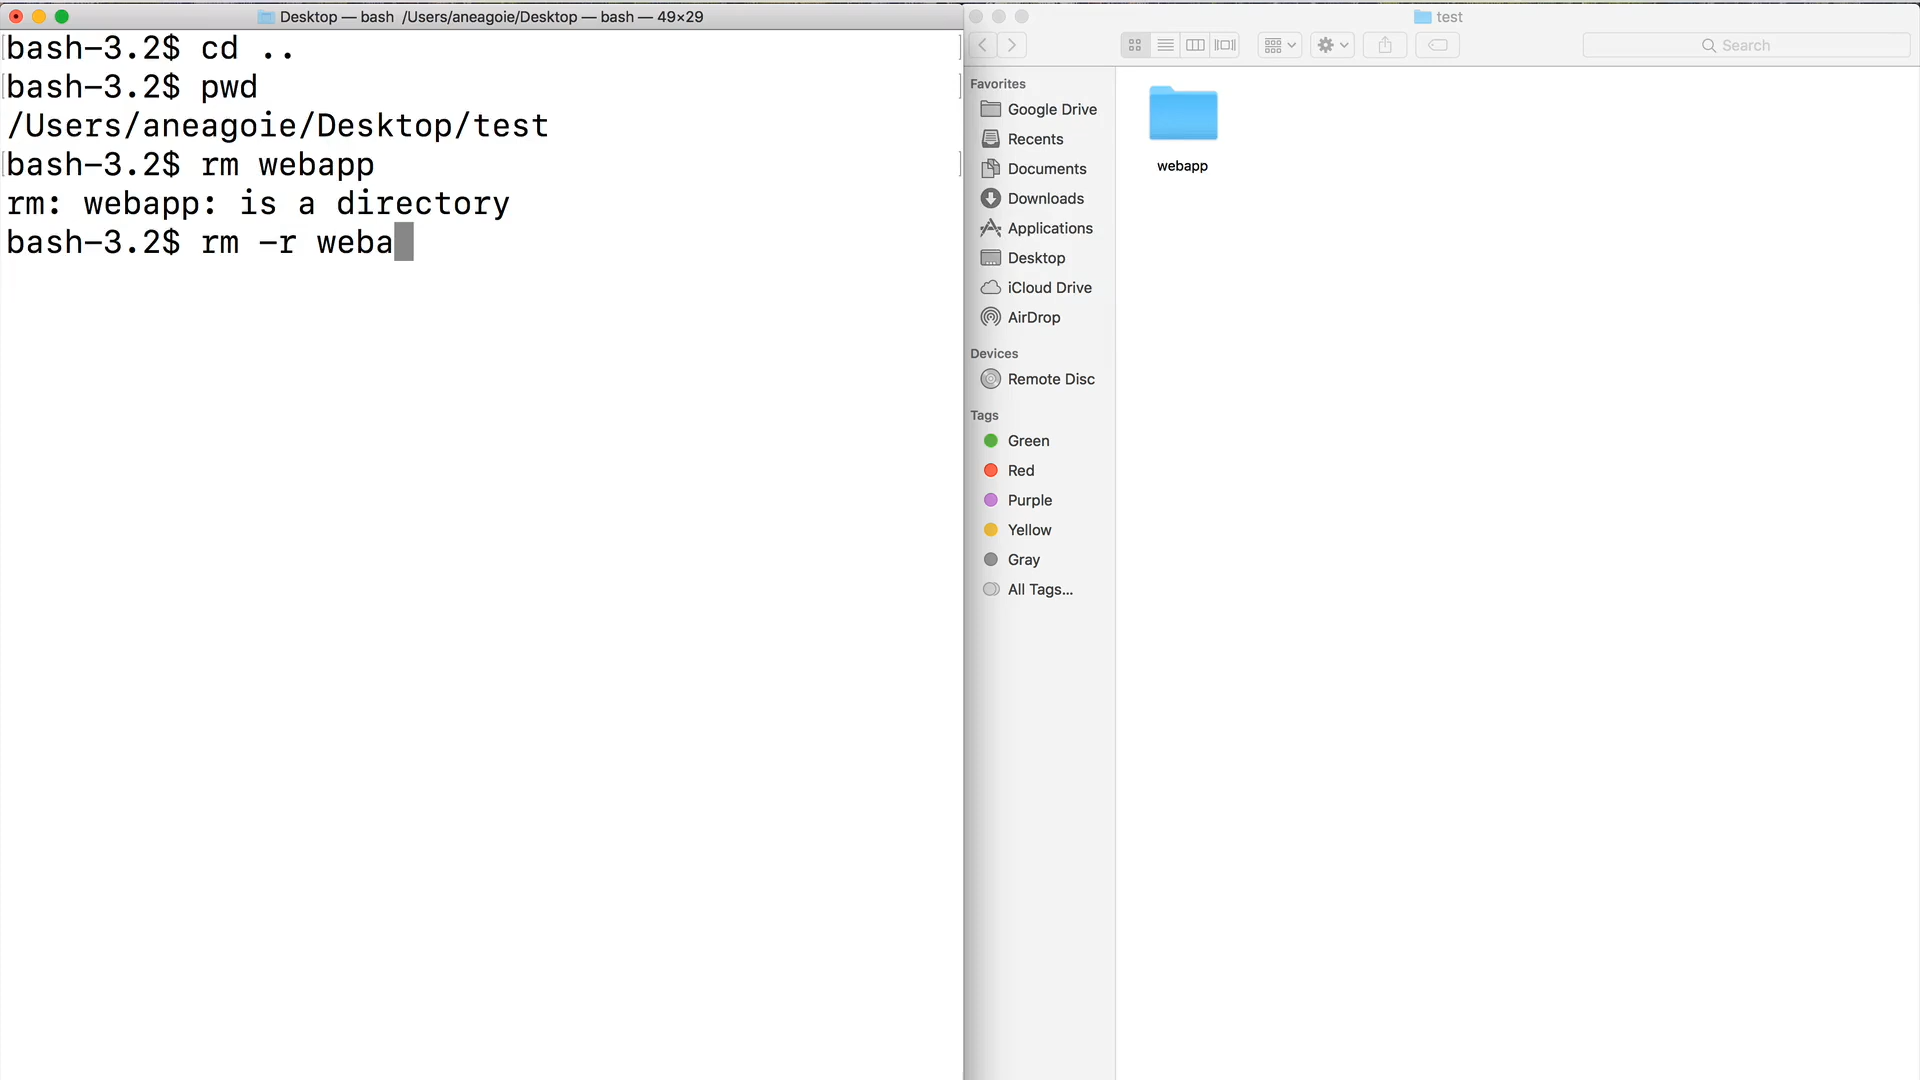 Desktop — bash  /Users/aneagoie/Desktop — bash — 49×29
bash-3.2$ cd ..
bash-3.2$ pwd
/Users/aneagoie/Desktop/test
bash-3.2$ rm webapp
rm: webapp: is a directory
bash-3.2$ rm -r weba
test
Search
Favorites
Google Drive
Recents
Documents
Downloads
Applications
Desktop
iCloud Drive
AirDrop
Devices
Remote Disc
Tags
Green
Red
Purple
Yellow
Gray
All Tags...
webapp